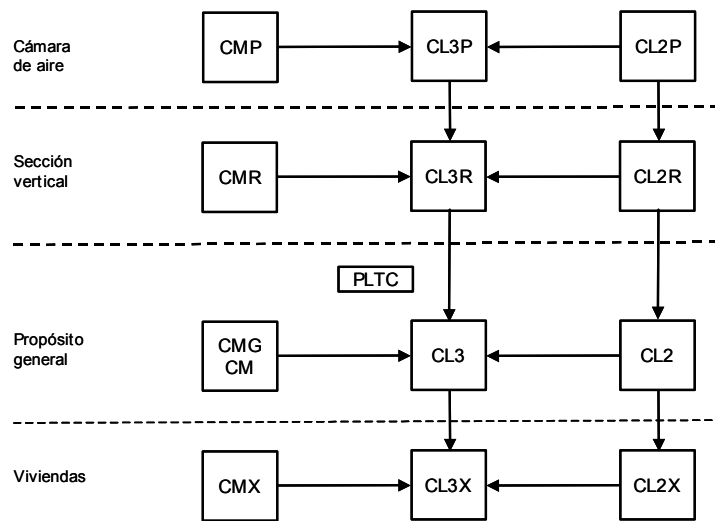 Cámara
de aire
CMP
CL3P
CL2P
Sección
vertical
CMR
CL3R
CL2R
PLTC
Propósito
general
CMG
CM
CL3
CL2
Viviendas
CMX
CL3X
CL2X